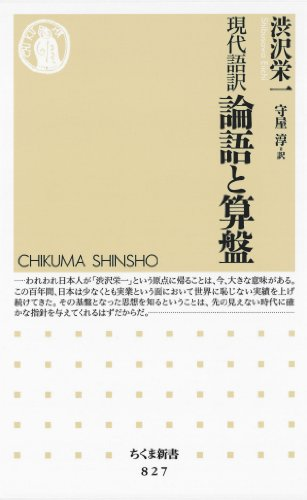 渋沢栄一
Shibusawa Eiichi
守屋 淳=訳
現代語訳
論語と算盤
CHIKUMA SHINSHO
……われわれ日本人が「渋沢栄一」という原点に帰ることは、今、大きな意味がある。
この百年間、日本は少なくとも実業という面において世界に恥じない実績を上げ
続けてきた。その基盤となった思想を知るということは、先の見えない時代に確
かな指針を与えてくれるはずだからだ。……………………………………
ちくま新書
827